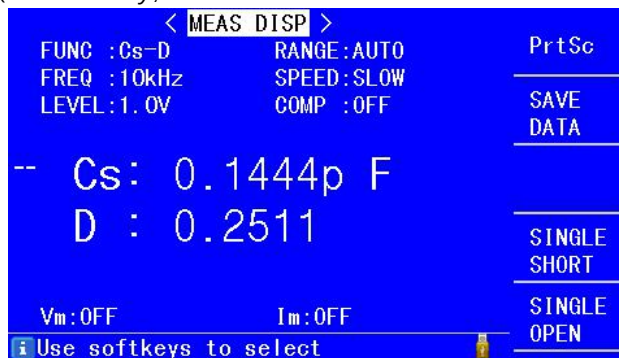 < MEAS DISP >
FUNC :Cs-D RANGE:AUTO
FREQ :10kHz SPEED:SLOW
LEVEL:1.0V COMP :OFF
-- Cs: 0.1444p F
D : 0.2511
Vm:OFF Im:OFF
Use softkeys to select
PrtSc
SAVE
DATA
SINGLE
SHORT
SINGLE
OPEN